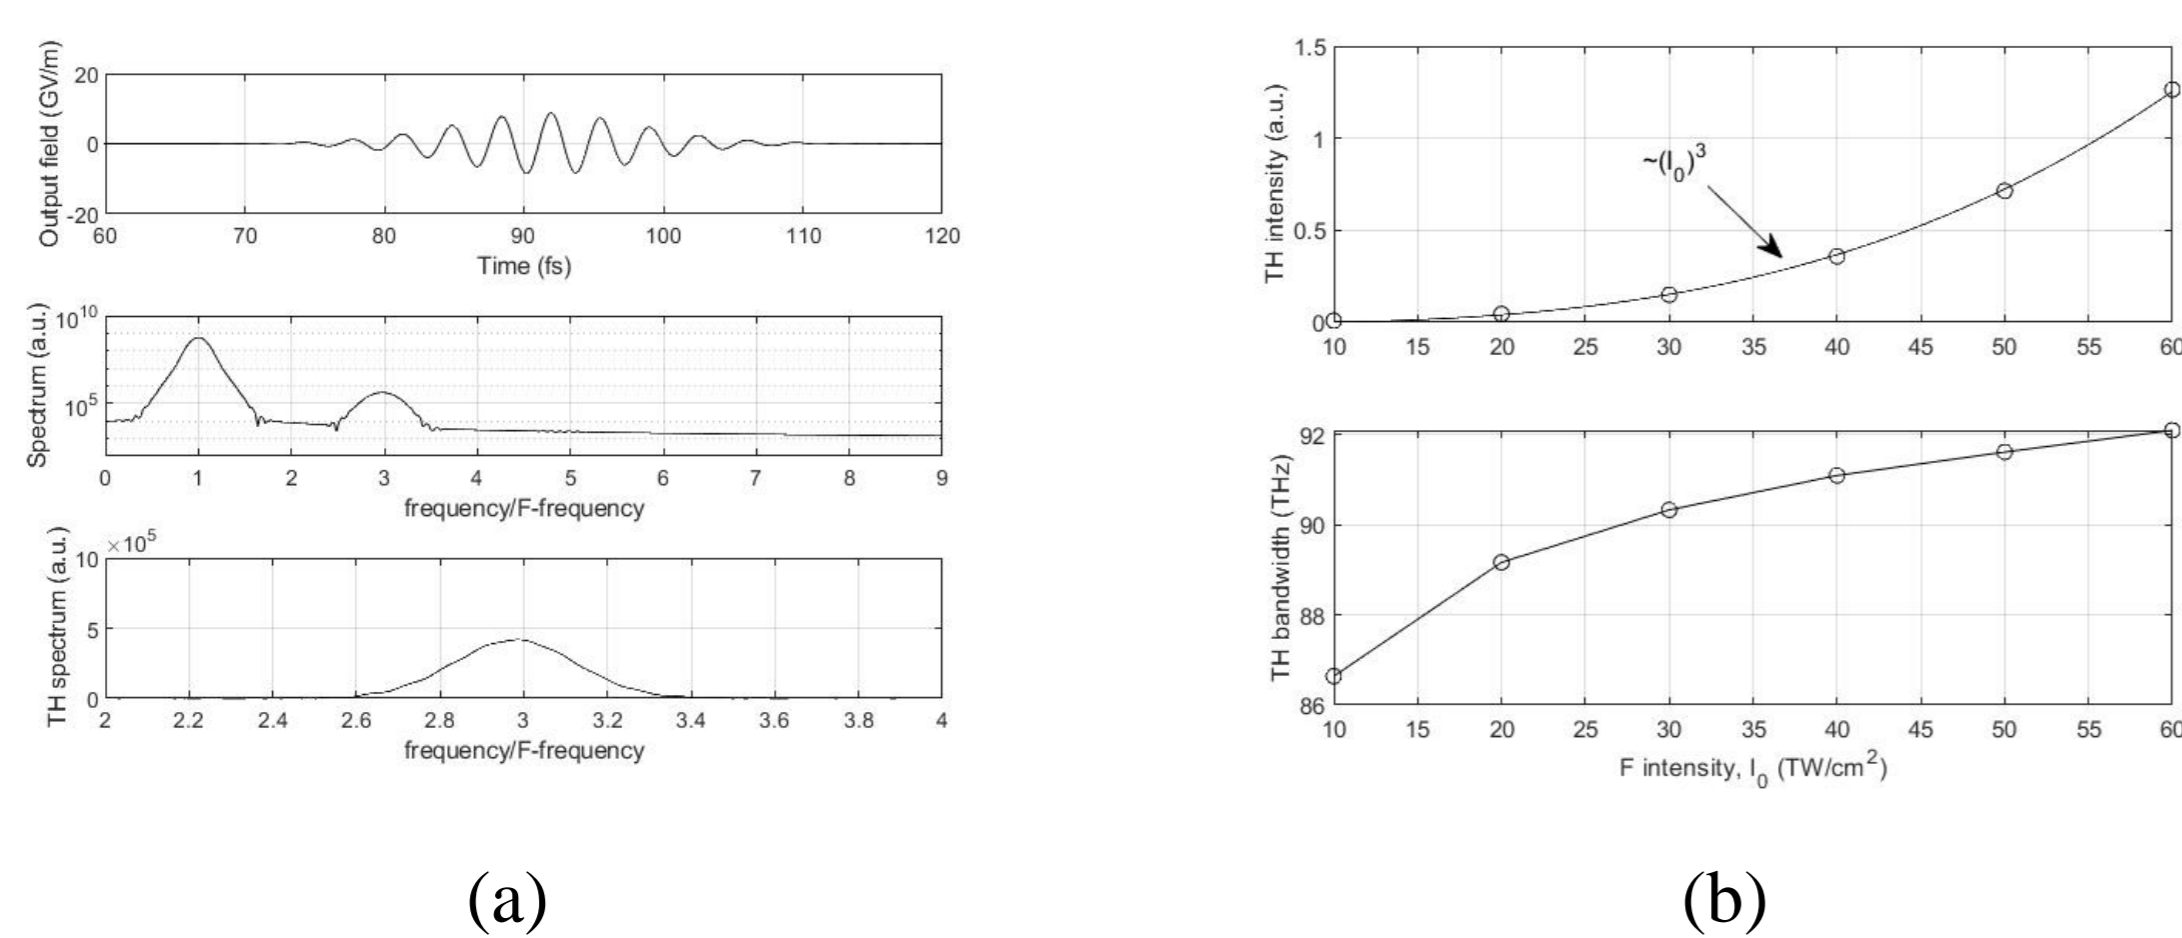 Output field (GV/m)
20
0
-20
60 70 80 90 100 110 120
Time (fs)
Spectrum (a.u.)
10^10
10^5
0 1 2 3 4 5 6 7 8 9
frequency/F-frequency
TH spectrum (a.u.)
×10^5
10
5
0
2 2.2 2.4 2.6 2.8 3 3.2 3.4 3.6 3.8 4
frequency/F-frequency
(a)
TH intensity (a.u.)
1.5
1
0.5
0
~(I_0)^3
10 15 20 25 30 35 40 45 50 55 60
TH bandwidth (THz)
92
90
88
86
10 15 20 25 30 35 40 45 50 55 60
F intensity, I_0 (TW/cm^2)
(b)